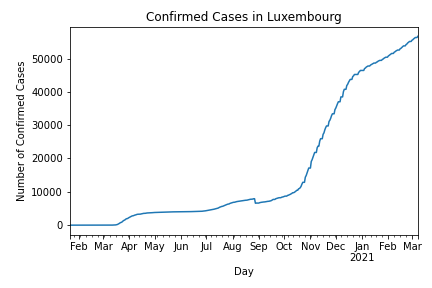 Confirmed Cases in Luxembourg
Number of Confirmed Cases
50000
40000
30000
20000
10000
0
Feb Mar Apr May Jun Jul Aug Sep Oct Nov Dec Jan Feb Mar
2021
Day